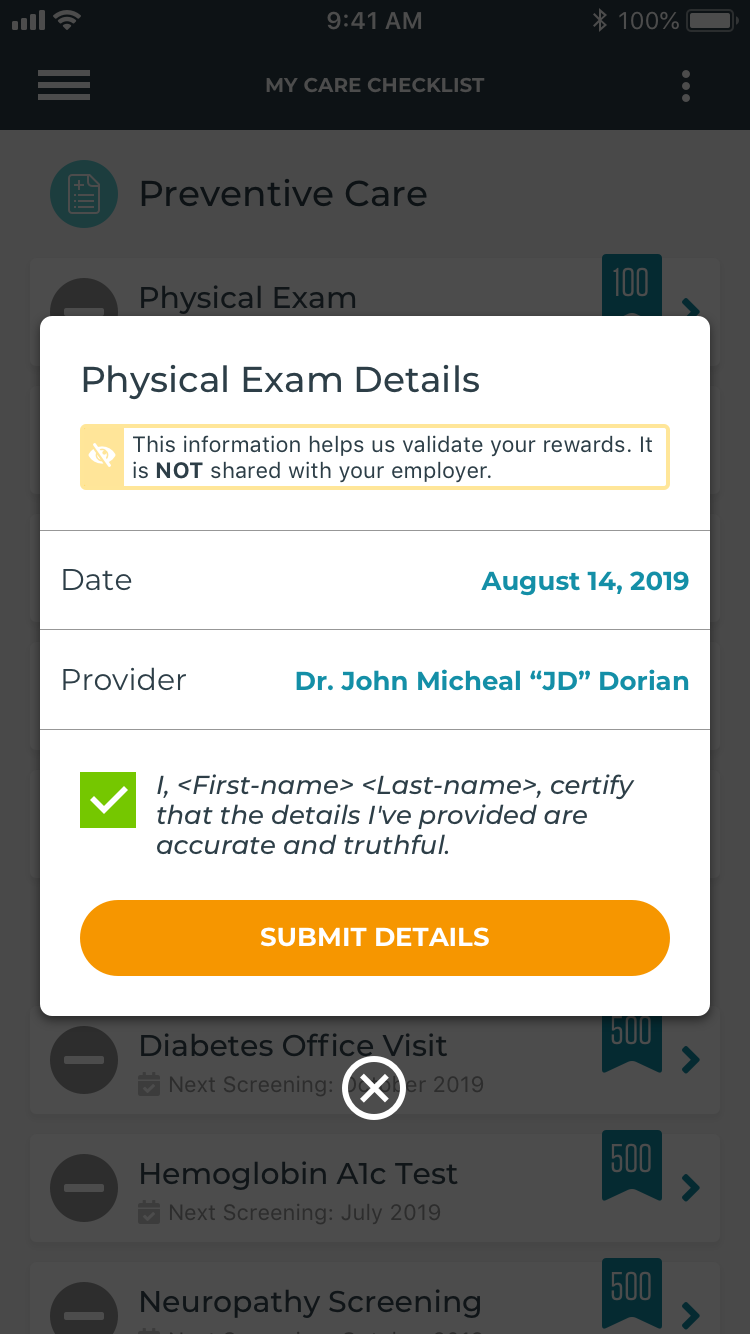 9:41 AM
100%
MY CARE CHECKLIST
Preventive Care
Physical Exam
100
Physical Exam Details
This information helps us validate your rewards. It
is NOT shared with your employer.
Date
August 14, 2019
Provider
Dr. John Micheal “JD” Dorian
I, <First-name> <Last-name>, certify
that the details I've provided are
accurate and truthful.
SUBMIT DETAILS
Diabetes Office Visit
500
Next Screening: October 2019
Hemoglobin A1c Test
500
Next Screening: July 2019
Neuropathy Screening
500